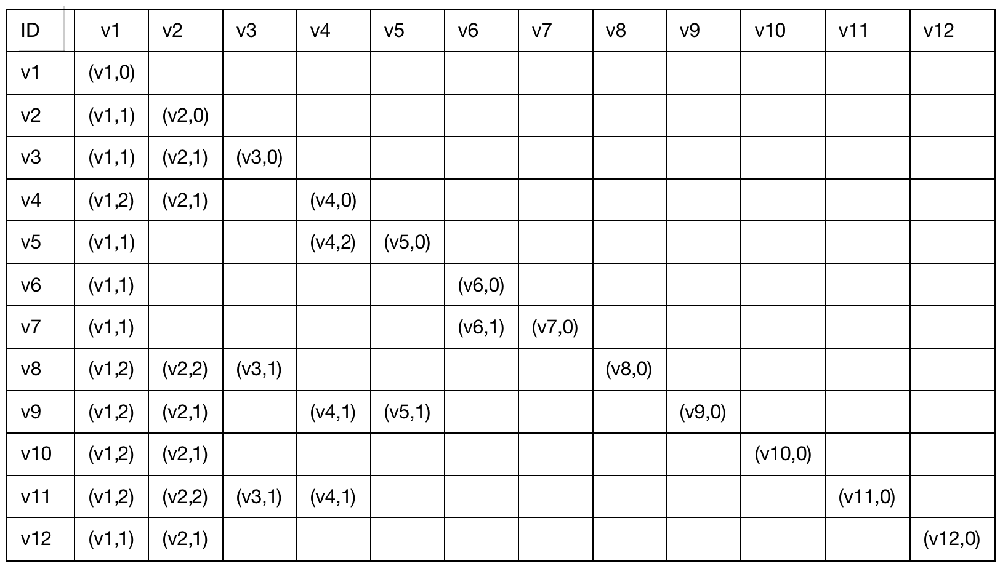 ID v1 v2 v3 v4 v5 v6 v7 v8 v9 v10 v11 v12
v1 (v1,0)
v2 (v1,1) (v2,0)
v3 (v1,1) (v2,1) (v3,0)
v4 (v1,2) (v2,1) (v4,0)
v5 (v1,1) (v4,2) (v5,0)
v6 (v1,1) (v6,0)
v7 (v1,1) (v6,1) (v7,0)
v8 (v1,2) (v2,2) (v3,1) (v8,0)
v9 (v1,2) (v2,1) (v4,1) (v5,1) (v9,0)
v10 (v1,2) (v2,1) (v10,0)
v11 (v1,2) (v2,2) (v3,1) (v4,1) (v11,0)
v12 (v1,1) (v2,1) (v12,0)